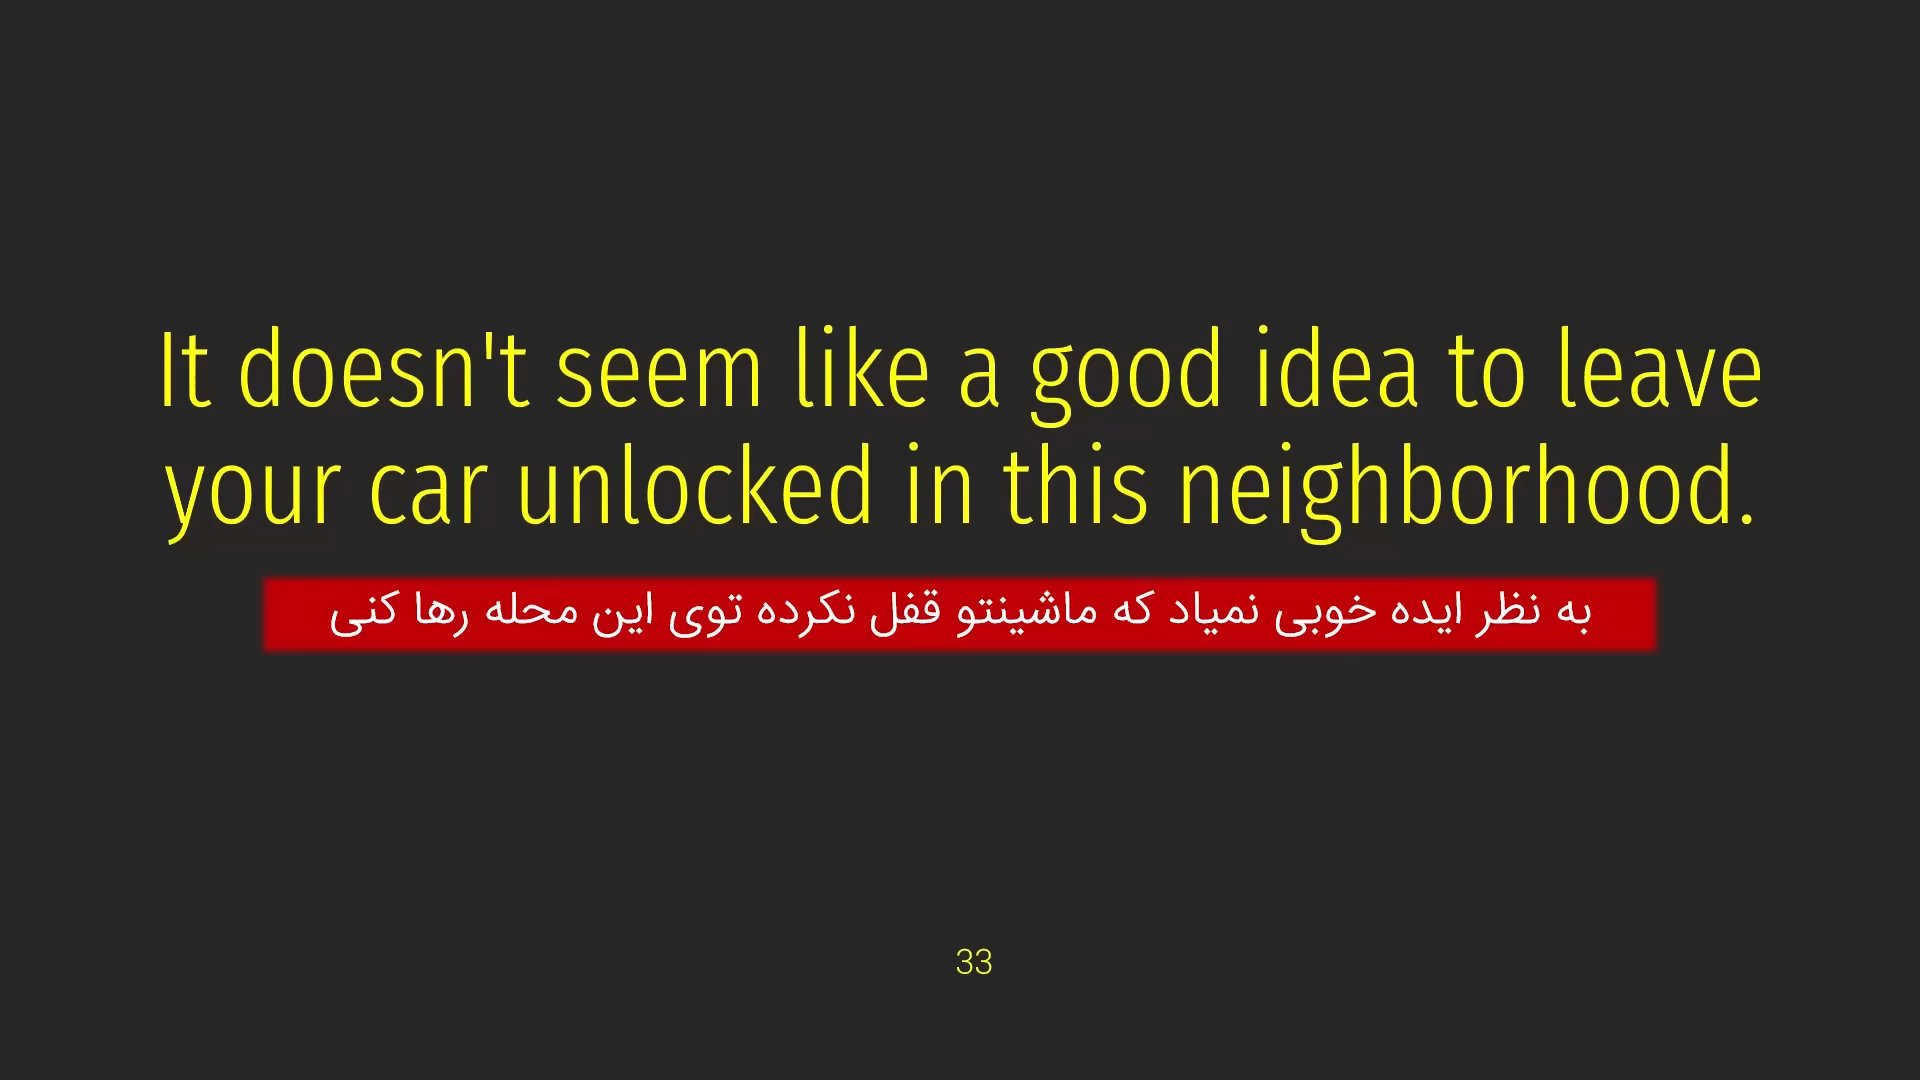 It doesn't seem like a good idea to leave
your car unlocked in this neighborhood.
به نظر ایده خوبی نمیاد که ماشینتو قفل نکرده توی این محله رها کنی
33